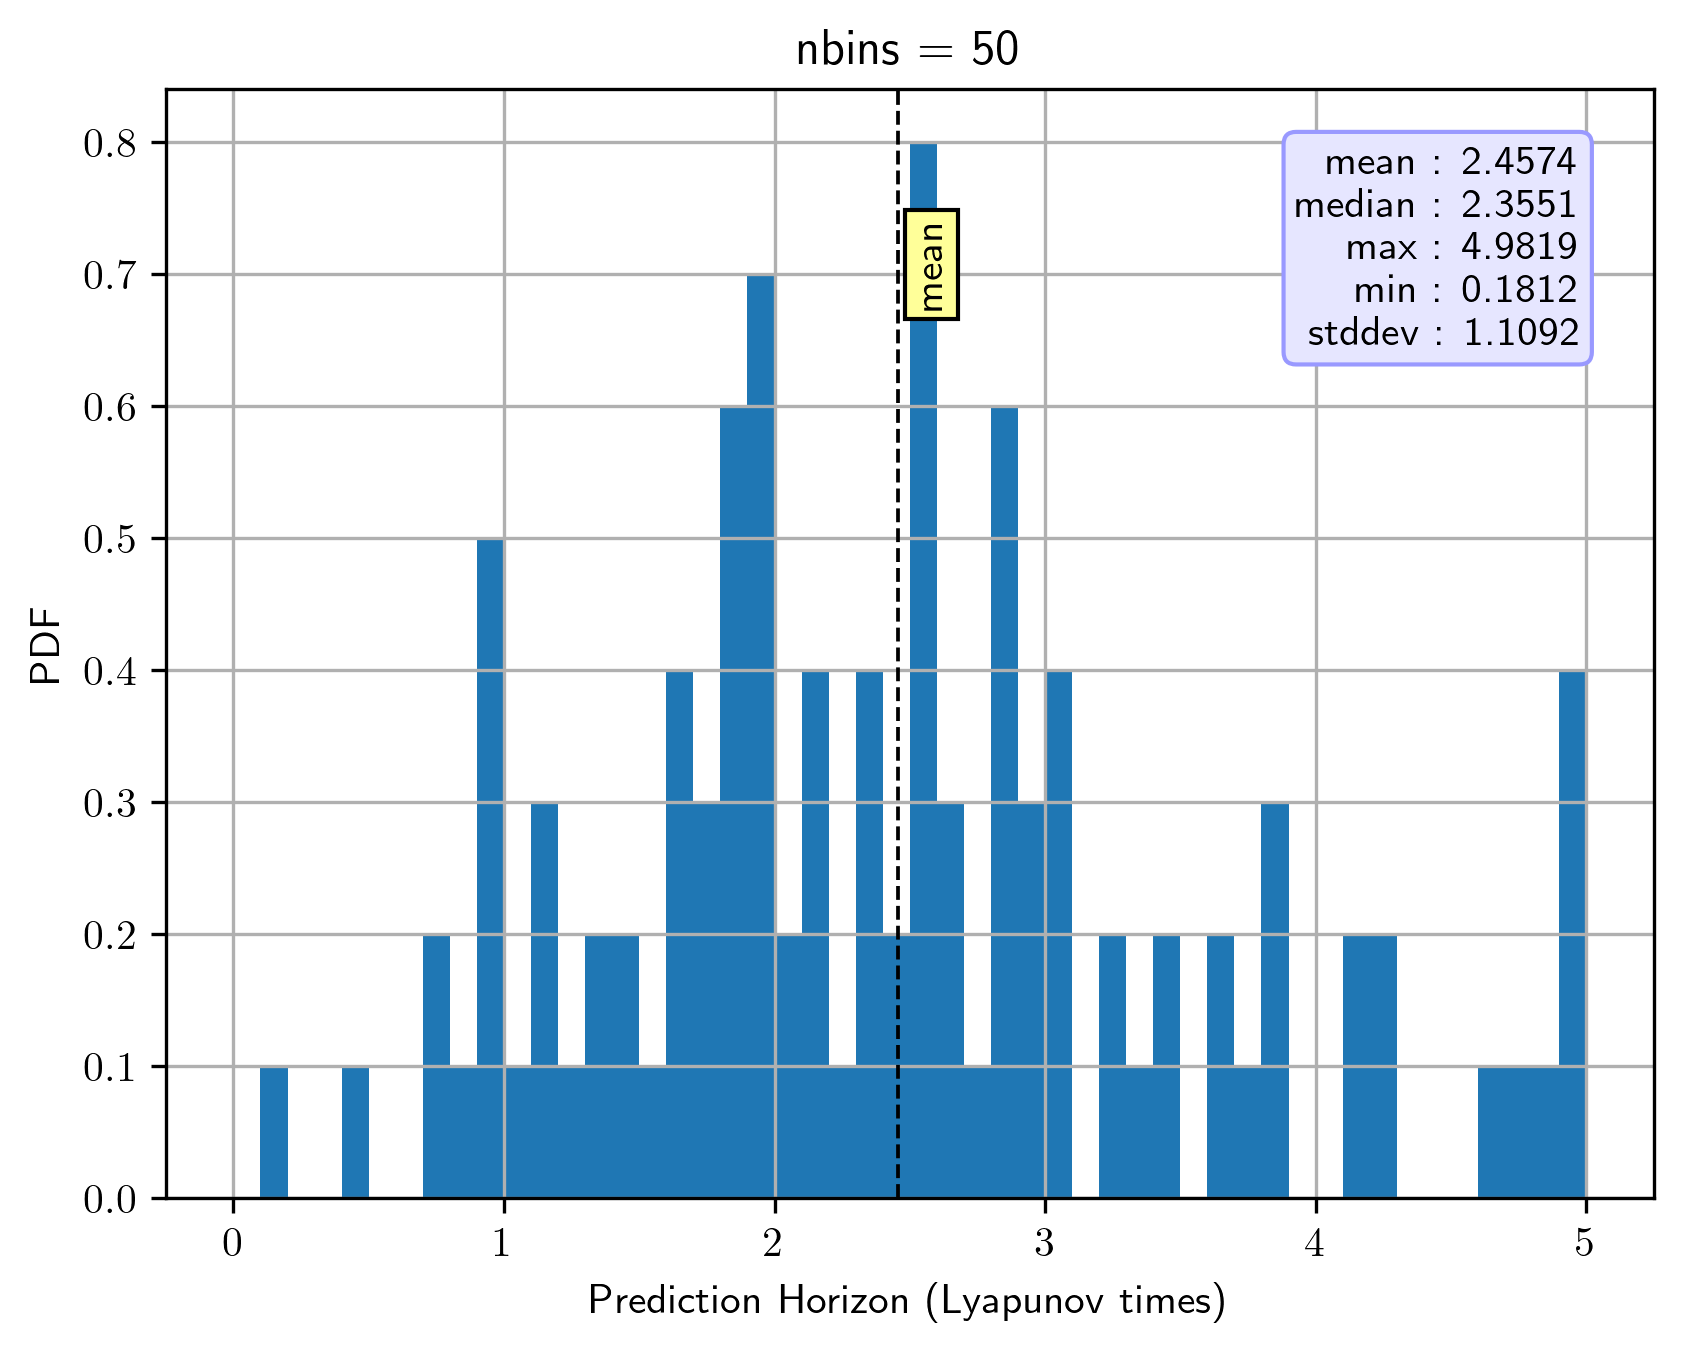 nbins = 50
0.8
0.7
0.6
0.5
0.4
0.3
0.2
0.1
0.0
PDF
mean
mean : 2.4574
median : 2.3551
max : 4.9819
min : 0.1812
stddev : 1.1092
0 1 2 3 4 5
Prediction Horizon (Lyapunov times)